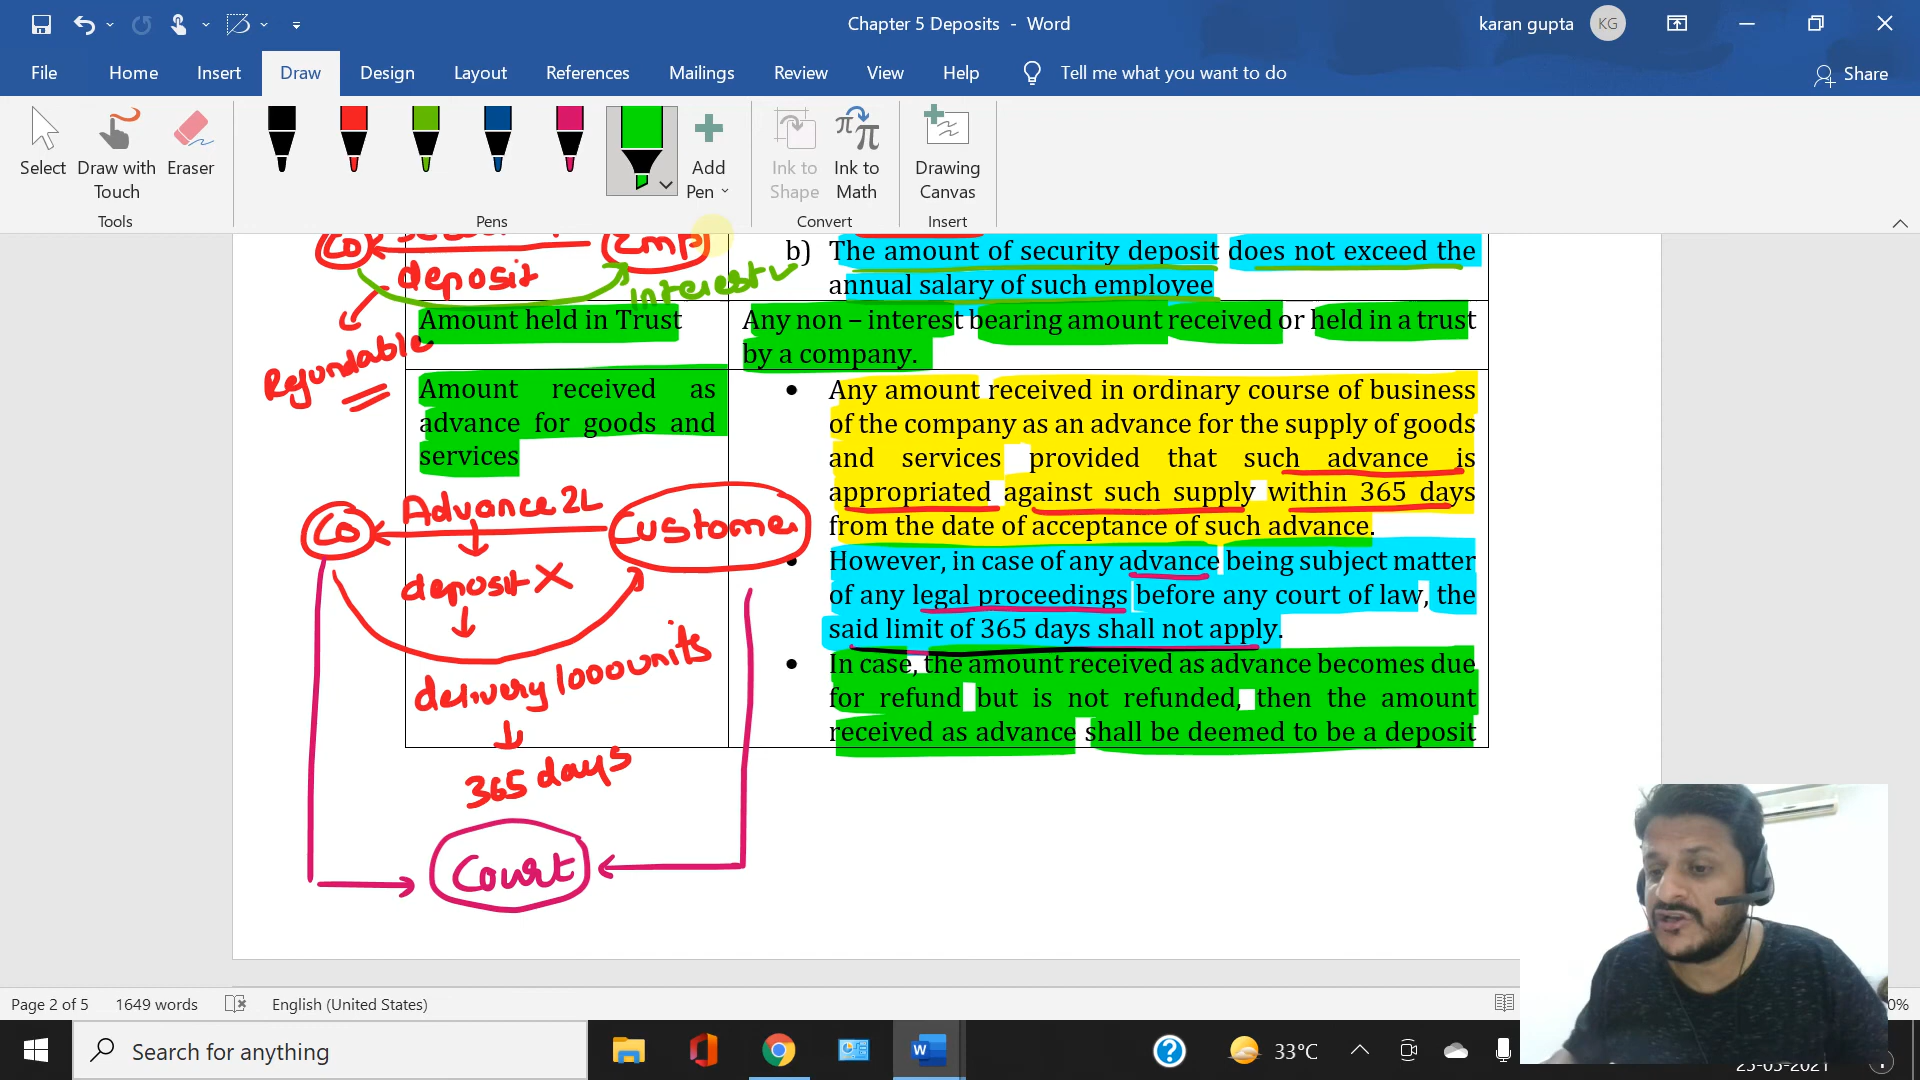 Chapter 5 Deposits - Word
karan gupta
KG
File
Home
Insert
Draw
Design
Layout
References
Mailings
Review
View
Help
Tell me what you want to do
Share
Select
Draw with
Touch
Eraser
Add
Pen
Ink to
Shape
Ink to
Math
Drawing
Canvas
Tools
Pens
Convert
Insert
Co
Emp
deposit
interest
Refundable
b) The amount of security deposit does not exceed the
annual salary of such employee
Amount held in Trust
Any non – interest bearing amount received or held in a trust
by a company.
Amount received as
advance for goods and
services
• Any amount received in ordinary course of business
of the company as an advance for the supply of goods
and services provided that such advance is
appropriated against such supply within 365 days
from the date of acceptance of such advance.
• However, in case of any advance being subject matter
of any legal proceedings before any court of law, the
said limit of 365 days shall not apply.
• In case, the amount received as advance becomes due
for refund but is not refunded, then the amount
received as advance shall be deemed to be a deposit
Co
Advance 2L
Customer
deposit X
delivery 1000 units
365 days
Court
Page 2 of 5
1649 words
English (United States)
0%
Search for anything
33°C